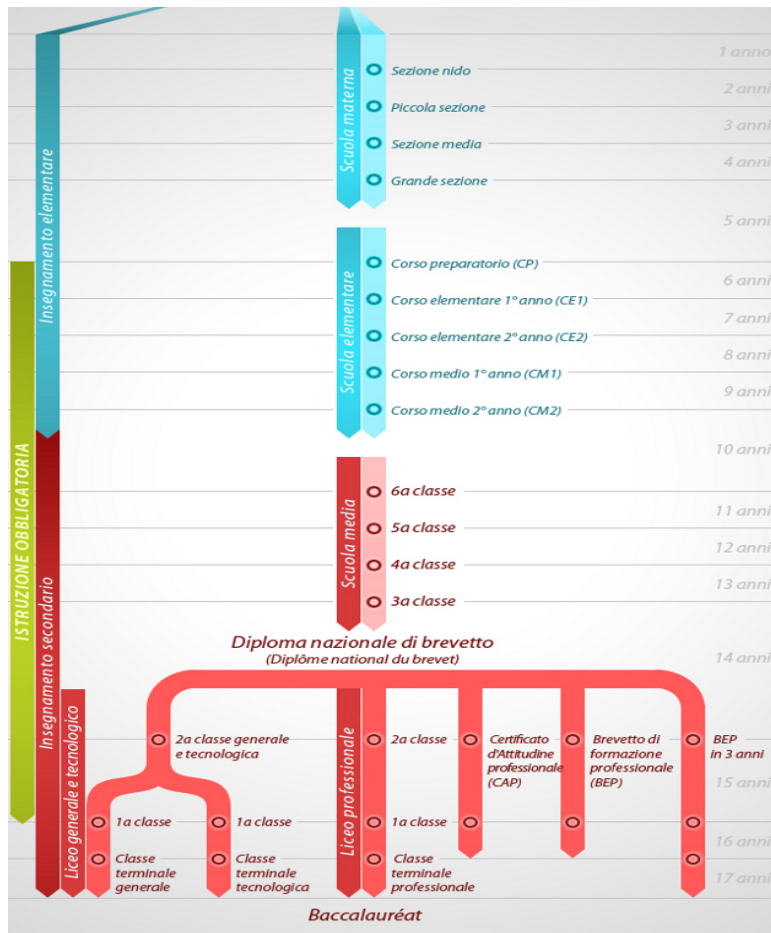 1 anno
Sezione nido
2 anni
Piccola sezione
3 anni
Sezione media
4 anni
Grande sezione
Scuola materna
5 anni
Insegnamento elementare
Corso preparatorio (CP)
6 anni
Corso elementare 1° anno (CE1)
7 anni
Corso elementare 2° anno (CE2)
8 anni
Corso medio 1° anno (CM1)
9 anni
Corso medio 2° anno (CM2)
Scuola elementare
10 anni
ISTRUZIONE OBBLIGATORIA
6a classe
11 anni
5a classe
12 anni
4a classe
13 anni
3a classe
Scuola media
Insegnamento secondario
Diploma nazionale di brevetto
(Diplôme national du brevet)
14 anni
Liceo generale e tecnologico
2a classe generale
e tecnologica
Liceo professionale
2a classe
Certificato
d'Attitudine
professionale
(CAP)
Brevetto di
formazione
professionale
(BEP)
BEP
in 3 anni
15 anni
1a classe
1a classe
1a classe
16 anni
Classe
terminale
generale
Classe
terminale
tecnologica
Classe
terminale
professionale
17 anni
Baccalauréat